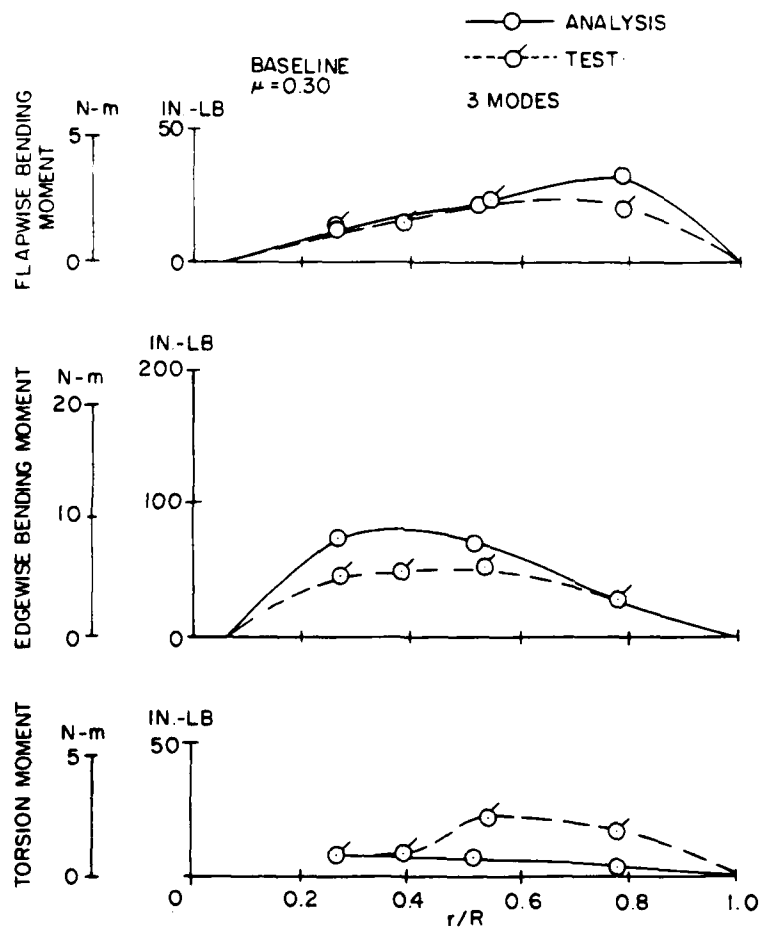 ANALYSIS
TEST
BASELINE
μ=0.30
3 MODES
FLAPWISE BENDING
MOMENT
N-m
5
0
IN.-LB
50
0
EDGEWISE BENDING MOMENT
N-m
20
10
0
IN.-LB
200
100
0
TORSION MOMENT
N-m
5
0
IN.-LB
50
0 0.2 0.4 0.6 0.8 1.0
r/R